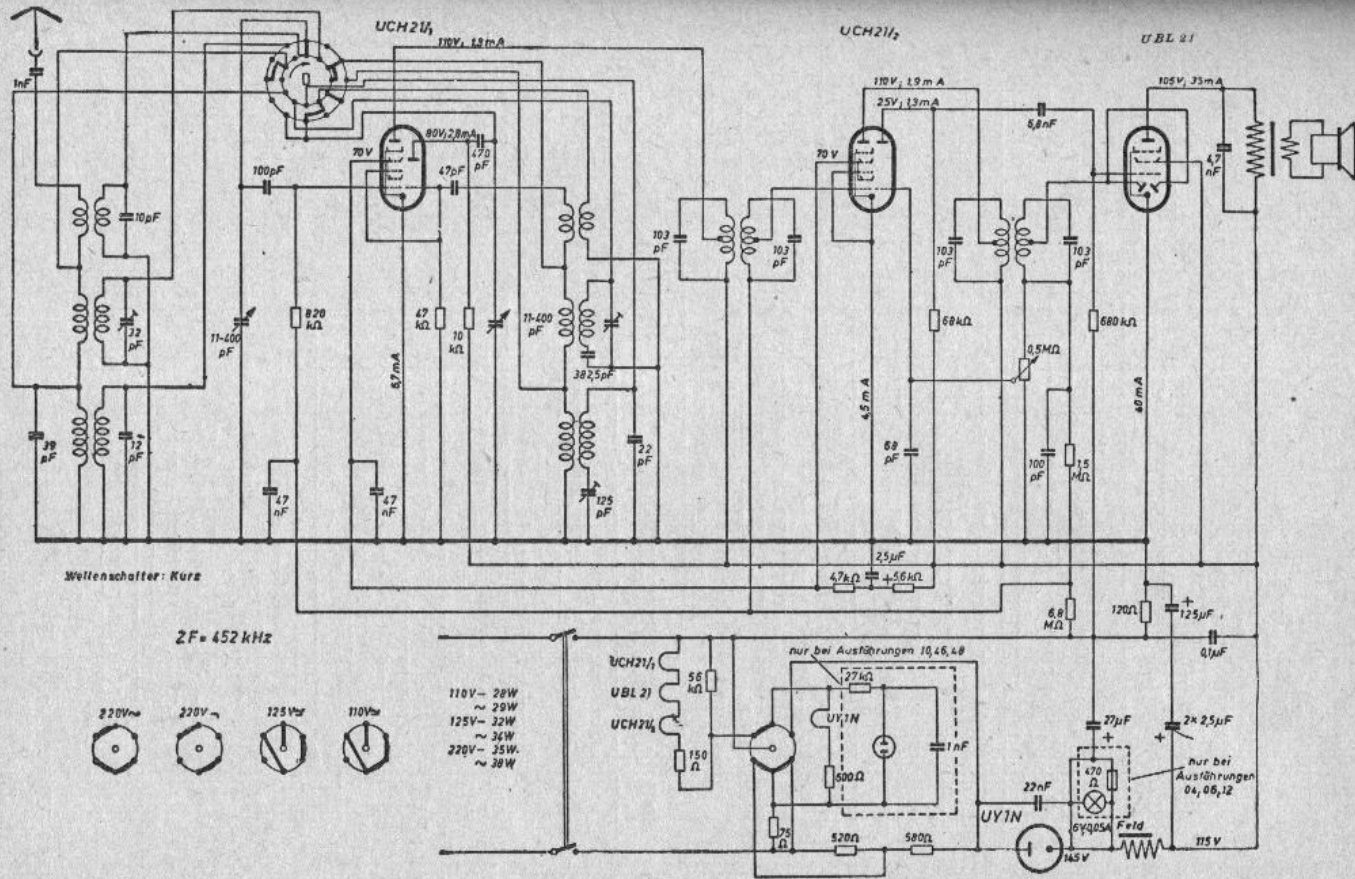 UCH21/1
UCH21/2
UBL 21
110V; 1,9mA
110V; 1,9mA
25V; 1,3mA
105V; 33mA
1nF
80V; 2,8mA
470 pF
6,8nF
70V
70V
4,7 nF
100pF
47pF
10pF
103 pF
103 pF
103 pF
103 pF
32 pF
11-400 pF
820 kΩ
47 kΩ
10 kΩ
11-400 pF
382,5pF
68kΩ
680kΩ
0,5MΩ
6,7mA
4,5 mA
40mA
39 pF
12 pF
22 pF
68 pF
100 pF
1,5 MΩ
47 nF
47 nF
125 pF
2,5µF
4,7kΩ
+
5,6kΩ
Wellenschalter: Kurz
6,8 MΩ
120Ω
+
125µF
ZF = 452 kHz
0,1µF
nur bei Ausführungen 10,46,48
UCH21/1
UBL 21
UCH21/2
56 kΩ
27kΩ
220V≂
220V~
125V≂
110V≂
110V - 28W
~ 29W
125V - 32W
~ 34W
220V - 35W
~ 38W
UY1N
1nF
27µF
+
2×2,5µF
+
150 Ω
600Ω
470 Ω
nur bei
Ausführungen
04, 06, 12
22nF
6V 0,05A
UY1N
Feld
75 Ω
520Ω
580Ω
145V
115V